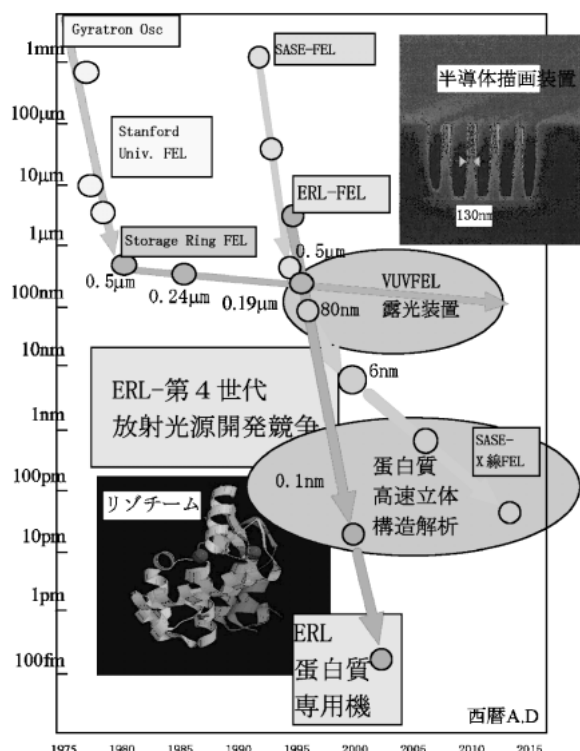 Gyratron Osc
1mm
SASE-FEL
半導体描画装置
100μm
Stanford
Univ. FEL
10μm
ERL-FEL
130nm
1μm
Storage Ring FEL
0.5μm
0.5μm
0.24μm
0.19μm
80nm
VUVFEL
露光装置
100nm
10nm
6nm
ERL-第４世代
放射光源開発競争
1nm
SASE-
X線FEL
蛋白質
高速立体
構造解析
0.1nm
100pm
リゾチーム
10pm
1pm
ERL
蛋白質
専用機
100fm
西暦A.D
1975 1980 1985 1990 1995 2000 2005 2010 2015